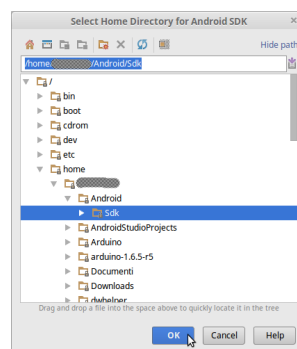 Select Home Directory for Android SDK
Hide path
/home/ /Android/Sdk
/
bin
boot
cdrom
dev
etc
home
Android
Sdk
AndroidStudioProjects
Arduino
arduino-1.6.5-r5
Documenti
Downloads
dwhelper
Drag and drop a file into the space above to quickly locate it in the tree
OK Cancel Help